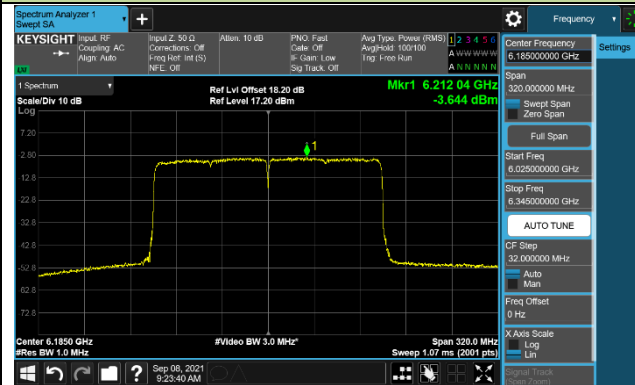 Spectrum Analyzer 1
Swept SA
Frequency
KEYSIGHT
Input: RF
Coupling: AC
Align: Auto
Input Z: 50 Ω
Corrections: Off
Freq Ref: Int (S)
NFE: Off
Atten: 10 dB
PNO: Fast
Gate: Off
IF Gain: Low
Sig Track: Off
Avg Type: Power (RMS)
Avg|Hold: 100/100
Trig: Free Run
1 2 3 4 5 6
A W W W W W
A N N N N N
LXI
1 Spectrum
Scale/Div 10 dB
Ref Lvl Offset 18.20 dB
Ref Level 17.20 dBm
Mkr1 6.212 04 GHz
-3.644 dBm
Log
7.20
-2.80
-12.8
-22.8
-32.8
-42.8
-52.8
-62.8
-72.8
1
Center 6.1850 GHz
#Res BW 1.0 MHz
#Video BW 3.0 MHz*
Span 320.0 MHz
Sweep 1.07 ms (2001 pts)
Sep 08, 2021
9:23:40 AM
Center Frequency
6.185000000 GHz
Settings
Span
320.000000 MHz
Swept Span
Zero Span
Full Span
Start Freq
6.025000000 GHz
Stop Freq
6.345000000 GHz
AUTO TUNE
CF Step
32.000000 MHz
Auto
Man
Freq Offset
0 Hz
X Axis Scale
Log
Lin
Signal Track
(Span Zoom)